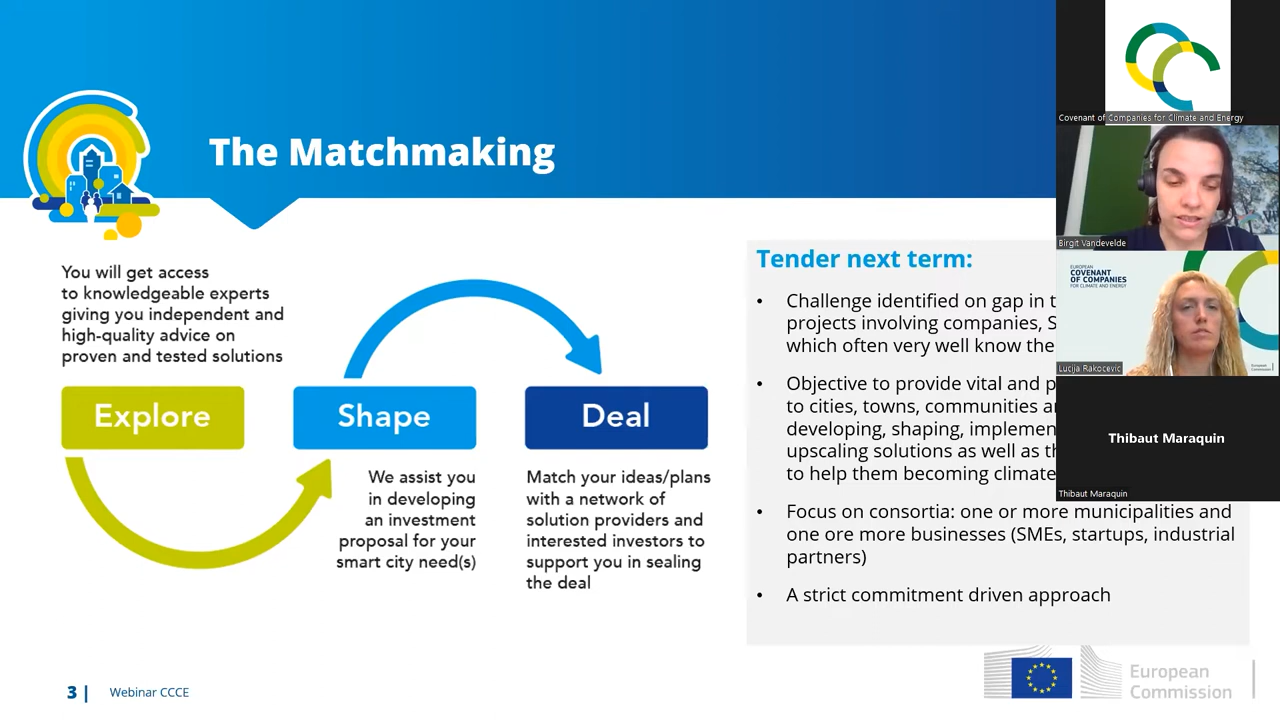 The Matchmaking
You will get access
to knowledgeable experts
giving you independent and
high-quality advice on
proven and tested solutions
Explore
Shape
Deal
We assist you
in developing
an investment
proposal for your
smart city need(s)
Match your ideas/plans
with a network of
solution providers and
interested investors to
support you in sealing
the deal
Tender next term:
• Challenge identified on gap in
projects involving companies,
which often very well know the
• Objective to provide vital and
to cities, towns, communities
developing, shaping,
upscaling solutions as well as
to help them becoming climate
• Focus on consortia: one or more municipalities and
one ore more businesses (SMEs, startups, industrial
partners)
• A strict commitment driven approach
3 | Webinar CCCE
European
Commission
Covenant of Companies for Climate and Energy
Birgit Vandevelde
EUROPEAN
COVENANT
OF COMPANIES
FOR CLIMATE AND ENERGY
European
Commission
Lucija Rakocevic
Thibaut Maraquin
Thibaut Maraquin